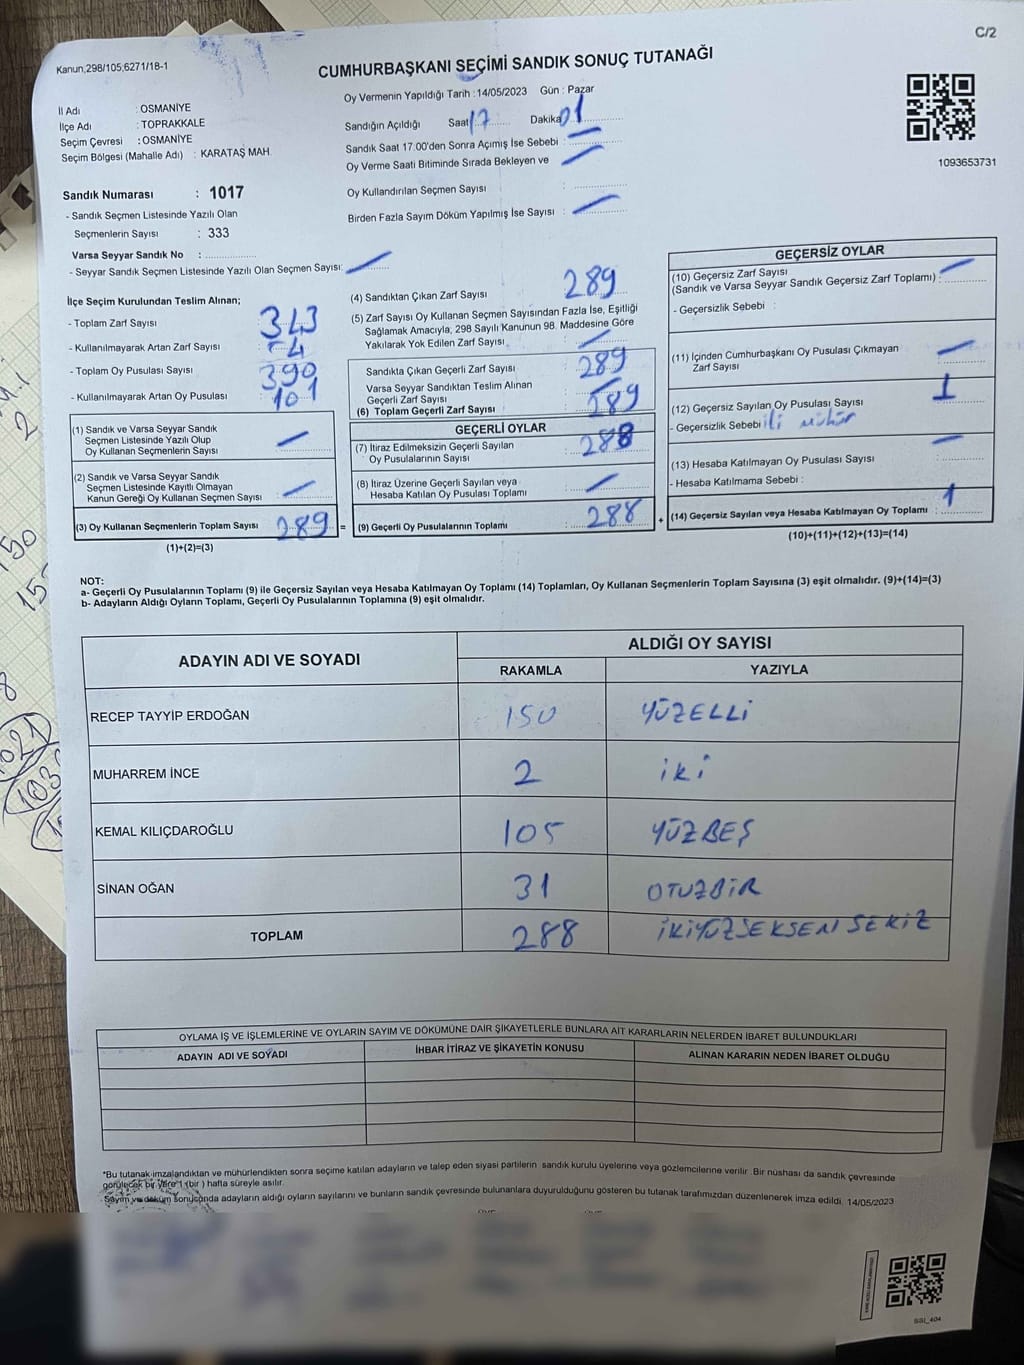 C/2
Kanun,298/105;6271/18-1
CUMHURBAŞKANI SEÇİMİ SANDIK SONUÇ TUTANAĞI
İl Adı : OSMANİYE
İlçe Adı : TOPRAKKALE
Seçim Çevresi : OSMANİYE
Seçim Bölgesi (Mahalle Adı) : KARATAŞ MAH.
Oy Vermenin Yapıldığı Tarih : 14/05/2023 Gün : Pazar
Sandığın Açıldığı Saat 17 Dakika 01
Sandık Saat 17:00'den Sonra Açımış İse Sebebi :
Oy Verme Saati Bitiminde Sırada Bekleyen ve
Oy Kullandırılan Seçmen Sayısı :
Birden Fazla Sayım Döküm Yapılmış İse Sayısı :
1093653731
Sandık Numarası : 1017
- Sandık Seçmen Listesinde Yazılı Olan
Seçmenlerin Sayısı : 333
Varsa Seyyar Sandık No :
- Seyyar Sandık Seçmen Listesinde Yazılı Olan Seçmen Sayısı:
İlçe Seçim Kurulundan Teslim Alınan;
- Toplam Zarf Sayısı 343
- Kullanılmayarak Artan Zarf Sayısı
- Toplam Oy Pusulası Sayısı 390
- Kullanılmayarak Artan Oy Pusulası 101
(1) Sandık ve Varsa Seyyar Sandık
Seçmen Listesinde Yazılı Olup
Oy Kullanan Seçmenlerin Sayısı
(2) Sandık ve Varsa Seyyar Sandık
Seçmen Listesinde Kayıtlı Olmayan
Kanun Gereği Oy Kullanan Seçmen Sayısı
(3) Oy Kullanan Seçmenlerin Toplam Sayısı 289 =
(1)+(2)=(3)
(4) Sandıktan Çıkan Zarf Sayısı 289
(5) Zarf Sayısı Oy Kullanan Seçmen Sayısından Fazla İse, Eşitliği
Sağlamak Amacıyla, 298 Sayılı Kanunun 98. Maddesine Göre
Yakılarak Yok Edilen Zarf Sayısı
Sandıkta Çıkan Geçerli Zarf Sayısı 289
Varsa Seyyar Sandıktan Teslim Alınan
Geçerli Zarf Sayısı
(6) Toplam Geçerli Zarf Sayısı 289
GEÇERLİ OYLAR
(7) İtiraz Edilmeksizin Geçerli Sayılan
Oy Pusulalarının Sayısı 288
(8) İtiraz Üzerine Geçerli Sayılan veya
Hesaba Katılan Oy Pusulası Toplamı
(9) Geçerli Oy Pusulalarının Toplamı : 288 +
GEÇERSİZ OYLAR
(10) Geçersiz Zarf Sayısı
(Sandık ve Varsa Seyyar Sandık Geçersiz Zarf Toplamı) :
- Geçersizlik Sebebi :
(11) İçinden Cumhurbaşkanı Oy Pusulası Çıkmayan
Zarf Sayısı
(12) Geçersiz Sayılan Oy Pusulası Sayısı 1
- Geçersizlik Sebebi mühür
(13) Hesaba Katılmayan Oy Pusulası Sayısı
- Hesaba Katılmama Sebebi :
(14) Geçersiz Sayılan veya Hesaba Katılmayan Oy Toplamı : 1
(10)+(11)+(12)+(13)=(14)
NOT:
a- Geçerli Oy Pusulalarının Toplamı (9) ile Geçersiz Sayılan veya Hesaba Katılmayan Oy Toplamı (14) Toplamları, Oy Kullanan Seçmenlerin Toplam Sayısına (3) eşit olmalıdır. (9)+(14)=(3)
b- Adayların Aldığı Oyların Toplamı, Geçerli Oy Pusulalarının Toplamına (9) eşit olmalıdır.
ADAYIN ADI VE SOYADI ALDIĞI OY SAYISI
RAKAMLA YAZIYLA
RECEP TAYYİP ERDOĞAN 150 YÜZELLİ
MUHARREM İNCE 2 İKİ
KEMAL KILIÇDAROĞLU 105 YÜZBEŞ
SİNAN OĞAN 31 OTUZBİR
TOPLAM 288 İKİYÜZSEKSEN SEKİZ
OYLAMA İŞ VE İŞLEMLERİNE VE OYLARIN SAYIM VE DÖKÜMÜNE DAİR ŞİKAYETLERLE BUNLARA AİT KARARLARIN NELERDEN İBARET BULUNDUKLARI
ADAYIN ADI VE SOYADI İHBAR İTİRAZ VE ŞİKAYETİN KONUSU ALINAN KARARIN NEDEN İBARET OLDUĞU
*Bu tutanak imzalandıktan ve mühürlendikten sonra seçime katılan adayların ve talep eden siyasi partilerin sandık kurulu üyelerine veya gözlemcilerine verilir. Bir nüshası da sandık çevresinde
görülecek bir yere 1 (bir ) hafta süreyle asılır.
Sayım ve döküm sonucunda adayların aldığı oyların sayılarını ve bunların sandık çevresinde bulunanlara duyurulduğunu gösteren bu tutanak tarafımızdan düzenlenerek imza edildi. 14/05/2023
SSI_404